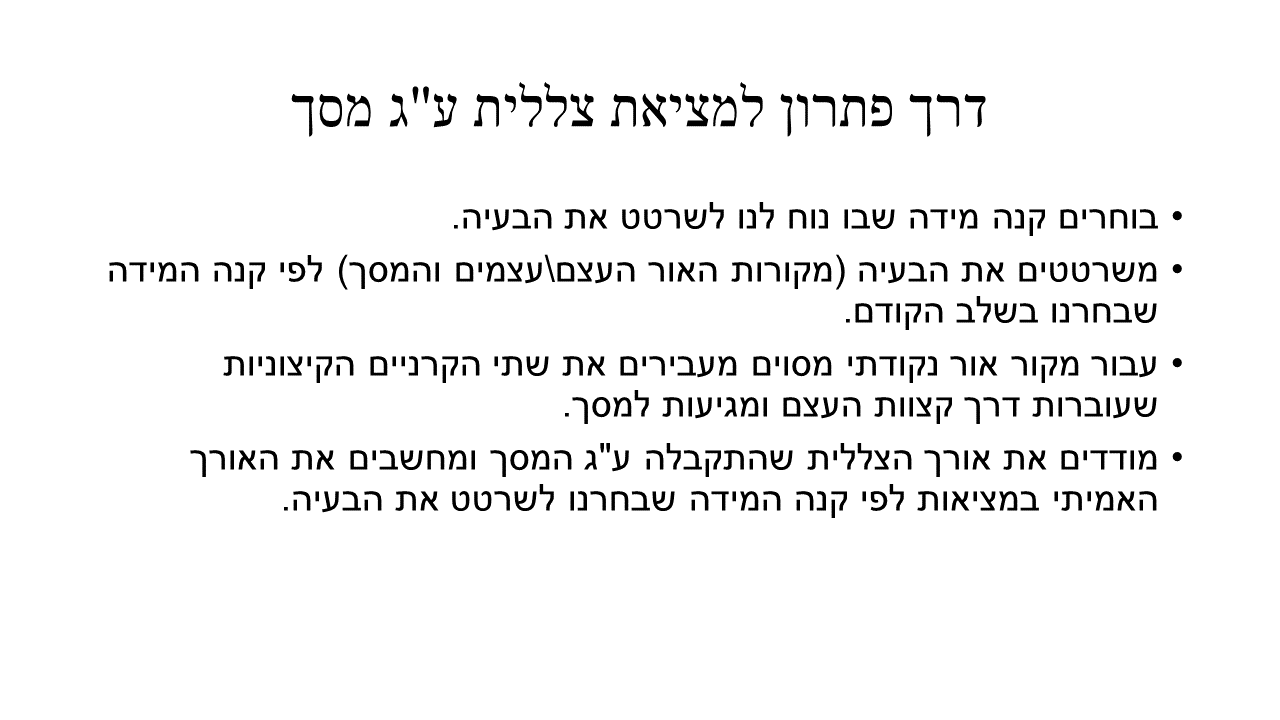 דרך פתרון למציאת צללית ע"ג מסך
• בוחרים קנה מידה שבו נוח לנו לשרטט את הבעיה.
• משרטטים את הבעיה (מקורות האור העצם\עצמים והמסך) לפי קנה המידה
שבחרנו בשלב הקודם.
• עבור מקור אור נקודתי מסוים מעבירים את שתי הקרניים הקיצוניות
שעוברות דרך קצוות העצם ומגיעות למסך.
• מודדים את אורך הצללית שהתקבלה ע"ג המסך ומחשבים את האורך
האמיתי במציאות לפי קנה המידה שבחרנו לשרטט את הבעיה.